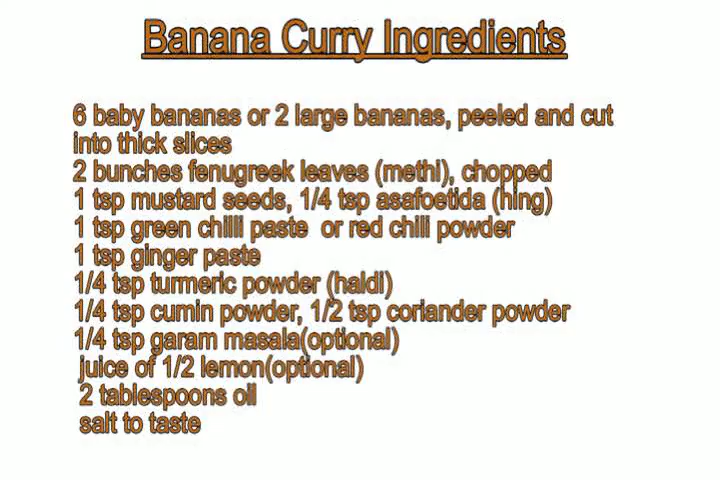 Banana Curry Ingredients
6 baby bananas or 2 large bananas, peeled and cut
into thick slices
2 bunches fenugreek leaves (methi), chopped
1 tsp mustard seeds, 1/4 tsp asafoetida (hing)
1 tsp green chilli paste or red chili powder
1 tsp ginger paste
1/4 tsp turmeric powder (haldi)
1/4 tsp cumin powder, 1/2 tsp coriander powder
1/4 tsp garam masala(optional)
juice of 1/2 lemon(optional)
2 tablespoons oil
salt to taste